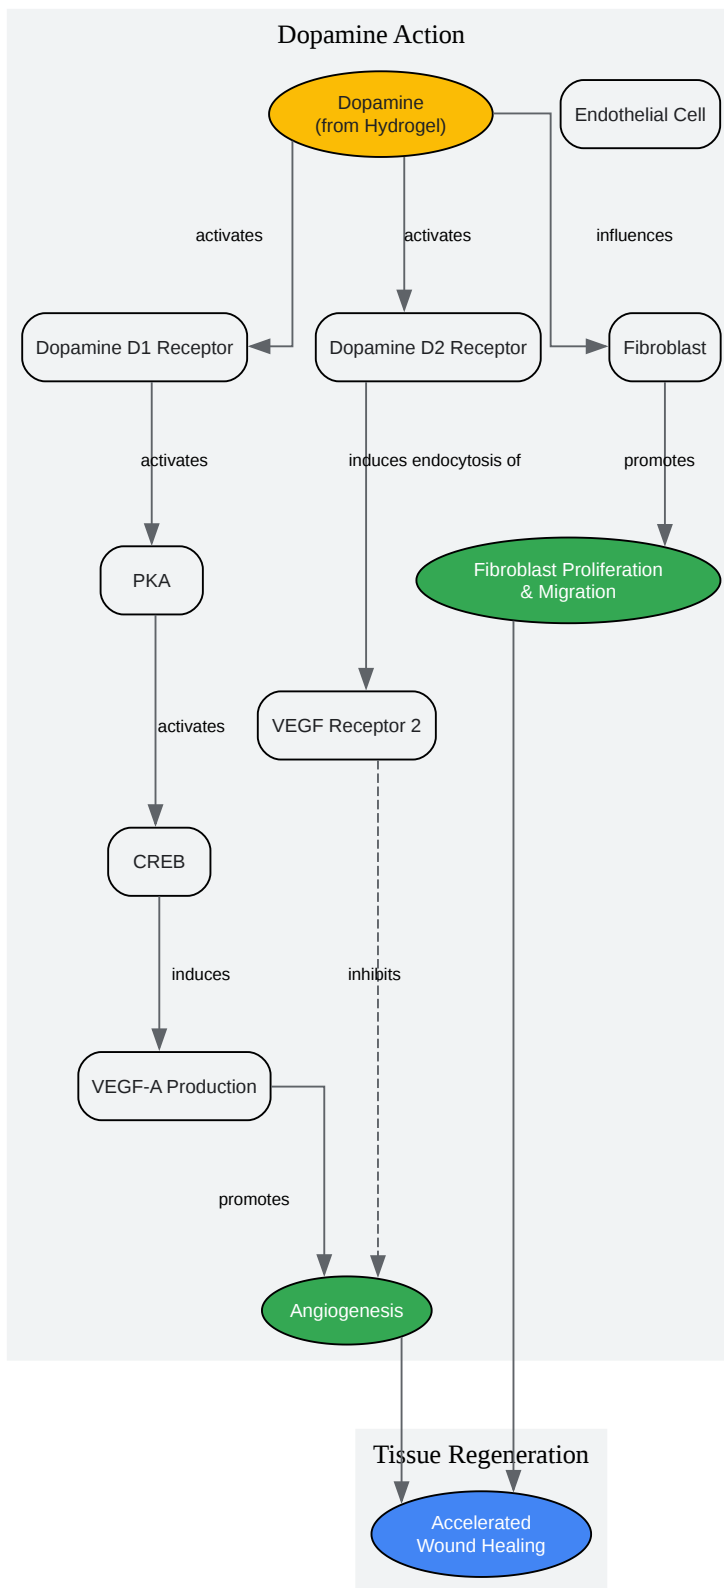 Dopamine Action
Dopamine
(from Hydrogel)
Endothelial Cell
activates
activates
influences
Dopamine D1 Receptor
Dopamine D2 Receptor
Fibroblast
activates
induces endocytosis of
promotes
PKA
Fibroblast Proliferation
& Migration
activates
VEGF Receptor 2
CREB
induces
inhibits
VEGF-A Production
promotes
Angiogenesis
Tissue Regeneration
Accelerated
Wound Healing